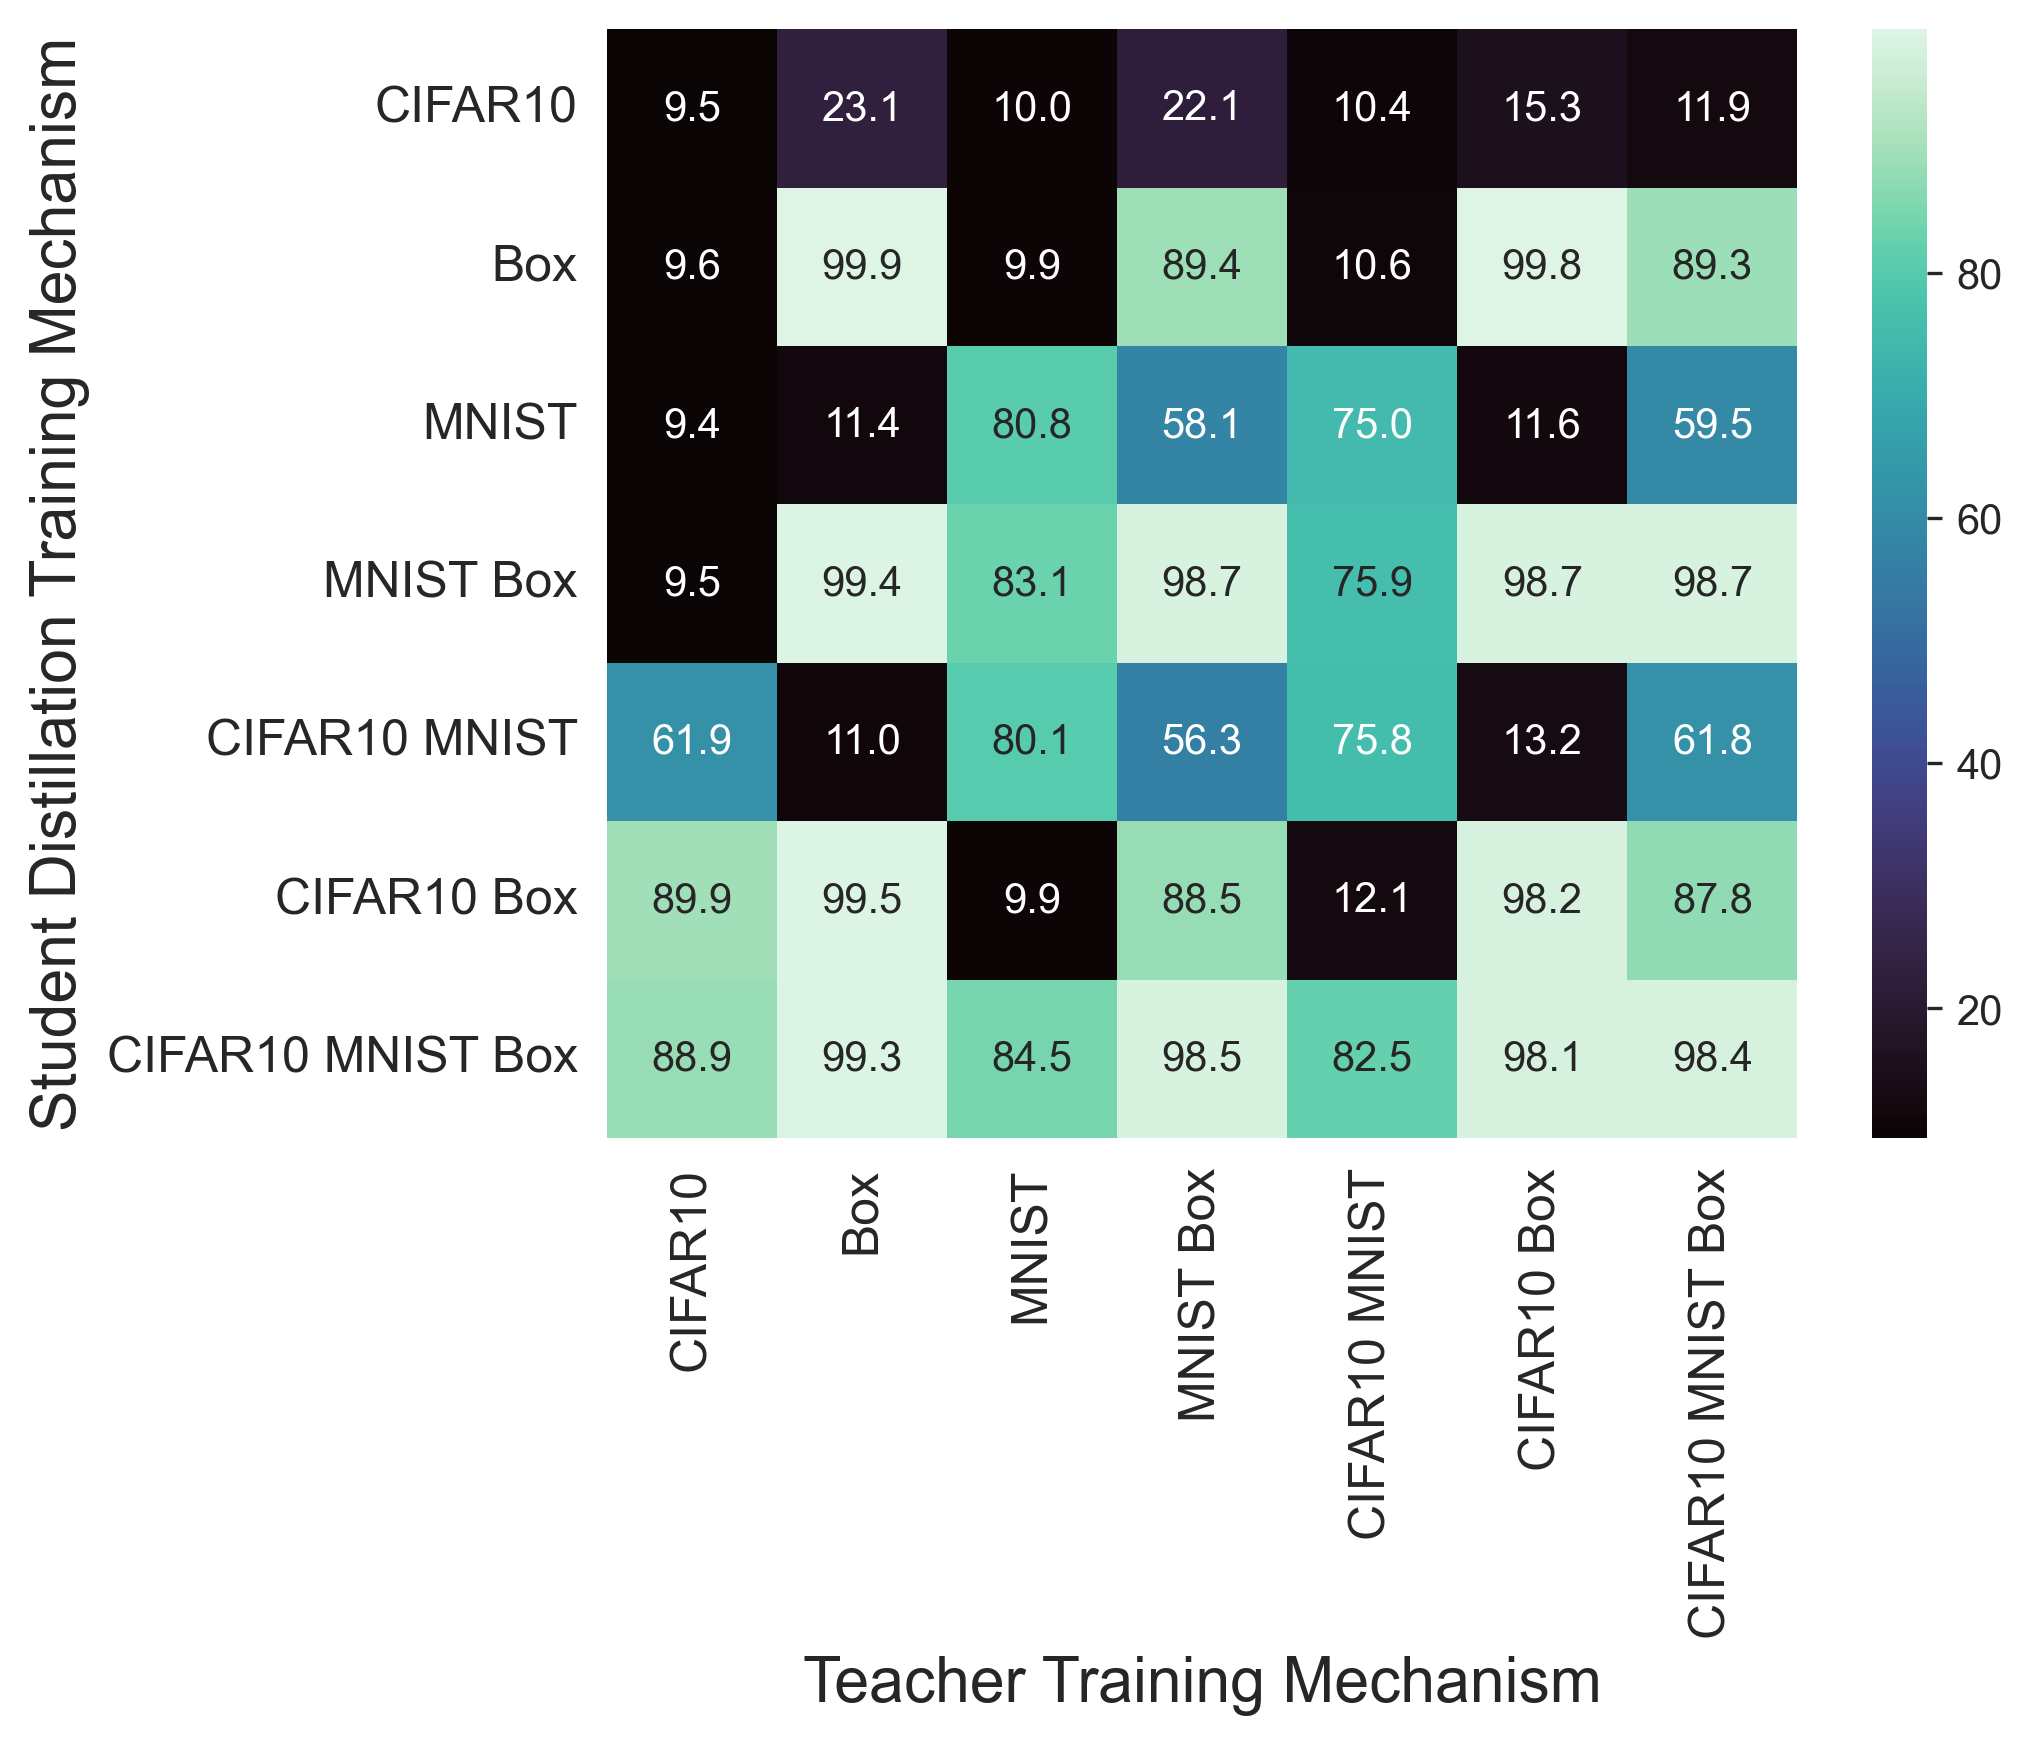 Student Distillation Training Mechanism
CIFAR10 9.5 23.1 10.0 22.1 10.4 15.3 11.9
Box 9.6 99.9 9.9 89.4 10.6 99.8 89.3
MNIST 9.4 11.4 80.8 58.1 75.0 11.6 59.5
MNIST Box 9.5 99.4 83.1 98.7 75.9 98.7 98.7
CIFAR10 MNIST 61.9 11.0 80.1 56.3 75.8 13.2 61.8
CIFAR10 Box 89.9 99.5 9.9 88.5 12.1 98.2 87.8
CIFAR10 MNIST Box 88.9 99.3 84.5 98.5 82.5 98.1 98.4
80
60
40
20
CIFAR10
Box
MNIST
MNIST Box
CIFAR10 MNIST
CIFAR10 Box
CIFAR10 MNIST Box
Teacher Training Mechanism